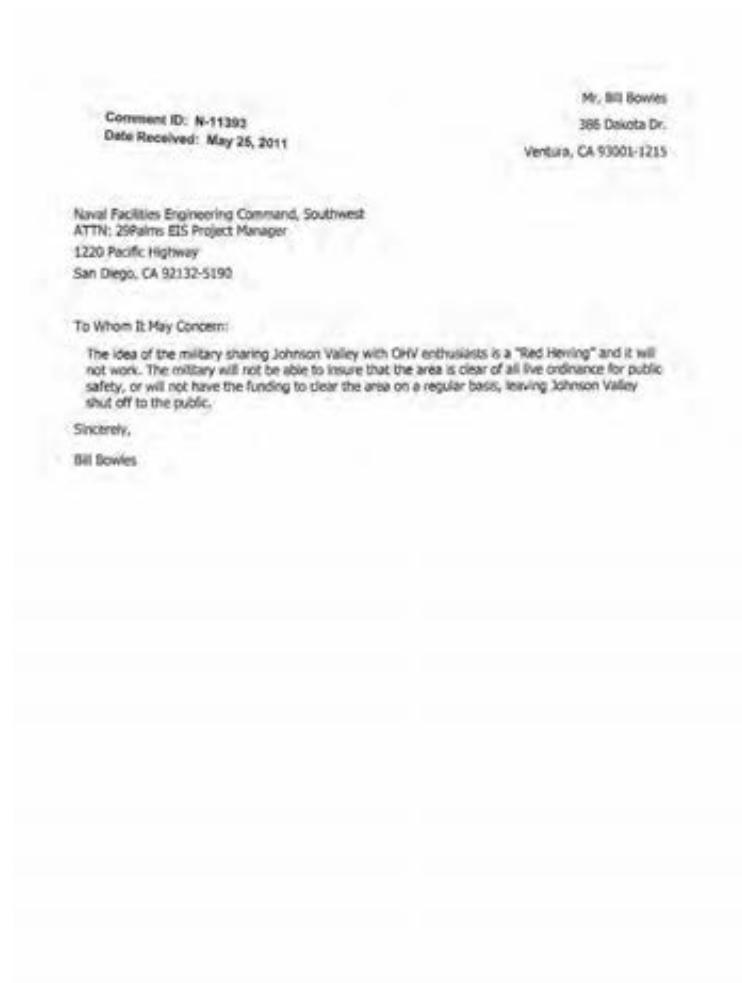 Mr. Bill Bowles
386 Dakota Dr.
Ventura, CA 93001-1215
Comment ID: N-11393
Date Received: May 25, 2011
Naval Facilities Engineering Command, Southwest
ATTN: 29Palms EIS Project Manager
1220 Pacific Highway
San Diego, CA 92132-5190
To Whom It May Concern:
The idea of the military sharing Johnson Valley with OHV enthusiasts is a "Red Herring" and it will
not work. The military will not be able to insure that the area is clear of all live ordinance for public
safety, or will not have the funding to clear the area on a regular basis, leaving Johnson Valley
shut off to the public.
Sincerely,
Bill Bowles